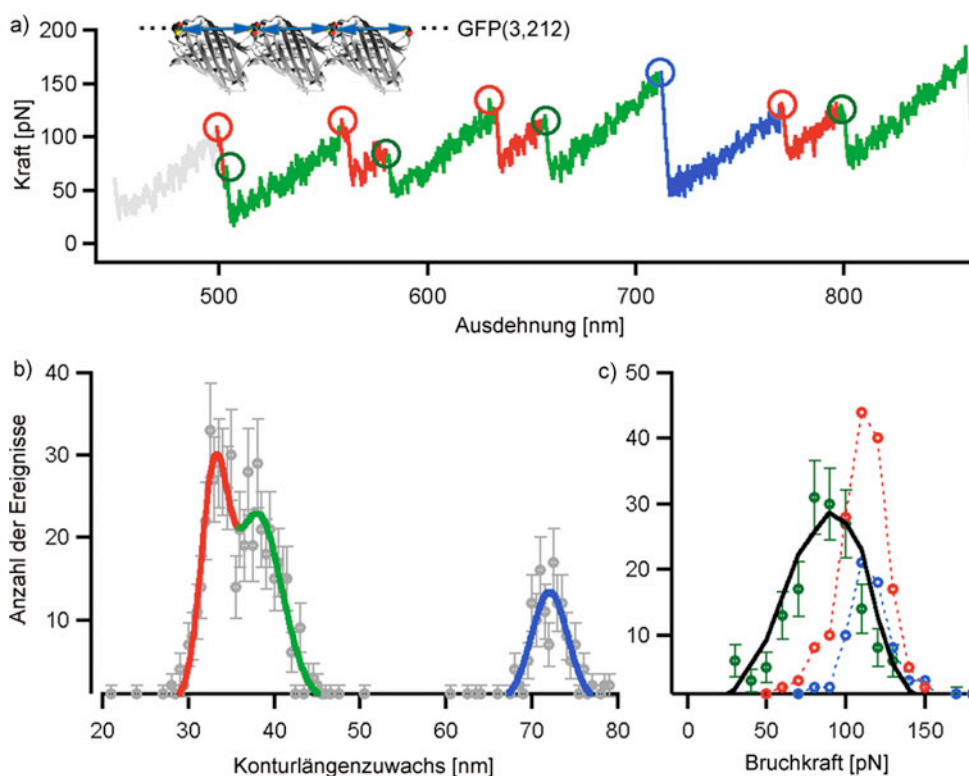 a)
GFP(3,212)
200
150
100
50
0
Kraft [pN]
500 600 700 800
Ausdehnung [nm]
b)
40
30
20
10
Anzahl der Ereignisse
20 30 40 50 60 70 80
Konturlängenzuwachs [nm]
c)
50
40
30
20
10
0 50 100 150
Bruchkraft [pN]